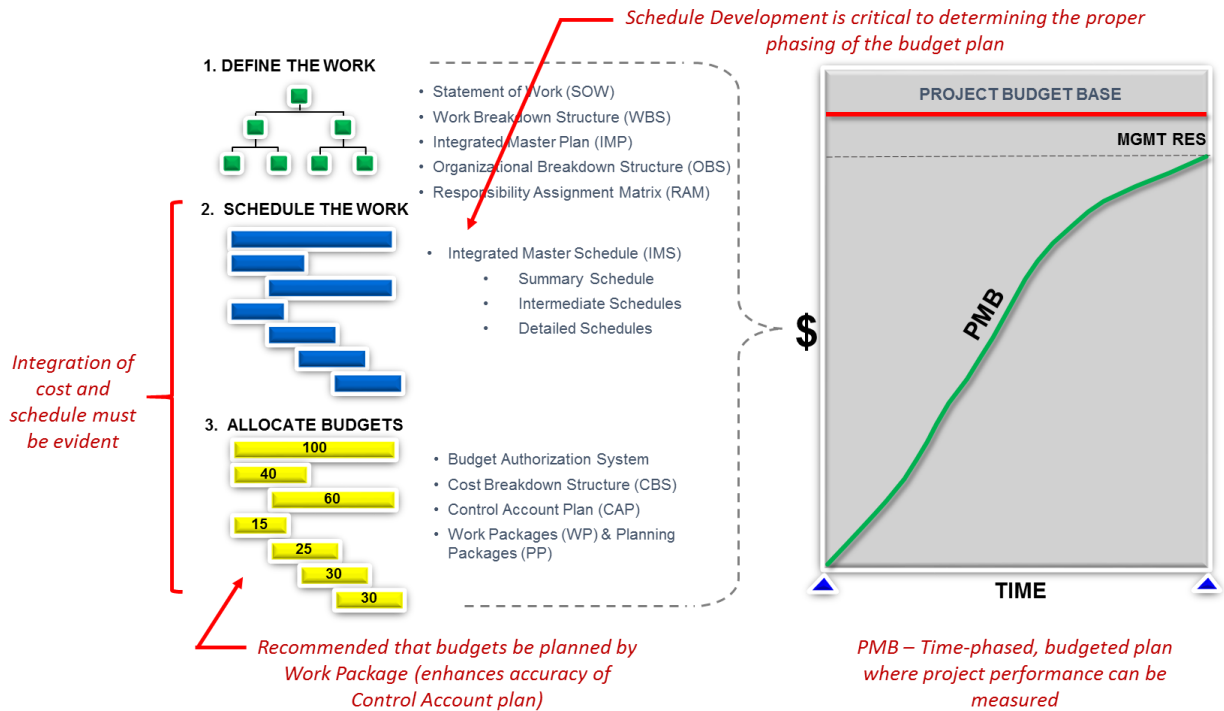 Schedule Development is critical to determining the proper
phasing of the budget plan
1. DEFINE THE WORK
• Statement of Work (SOW)
• Work Breakdown Structure (WBS)
• Integrated Master Plan (IMP)
• Organizational Breakdown Structure (OBS)
• Responsibility Assignment Matrix (RAM)
2. SCHEDULE THE WORK
• Integrated Master Schedule (IMS)
• Summary Schedule
• Intermediate Schedules
• Detailed Schedules
Integration of
cost and
schedule must
be evident
3. ALLOCATE BUDGETS
100
40
60
15
25
30
30
• Budget Authorization System
• Cost Breakdown Structure (CBS)
• Control Account Plan (CAP)
• Work Packages (WP) & Planning
Packages (PP)
Recommended that budgets be planned by
Work Package (enhances accuracy of
Control Account plan)
$
PROJECT BUDGET BASE
MGMT RES
PMB
TIME
PMB – Time-phased, budgeted plan
where project performance can be
measured